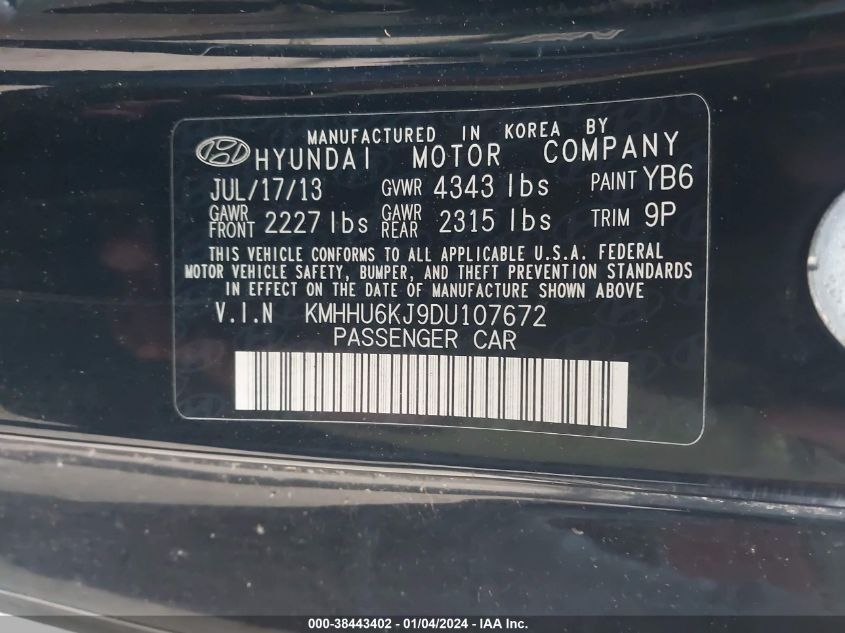 MANUFACTURED IN KOREA BY
HYUNDAI MOTOR COMPANY
JUL/17/13 GVWR 4343 lbs PAINT YB6
GAWR FRONT 2227 lbs GAWR REAR 2315 lbs TRIM 9P
THIS VEHICLE CONFORMS TO ALL APPLICABLE U.S.A. FEDERAL
MOTOR VEHICLE SAFETY, BUMPER, AND THEFT PREVENTION STANDARDS
IN EFFECT ON THE DATE OF MANUFACTURE SHOWN ABOVE
V.I.N KMHHU6KJ9DU107672
PASSENGER CAR
000-38443402 - 01/04/2024 - IAA Inc.